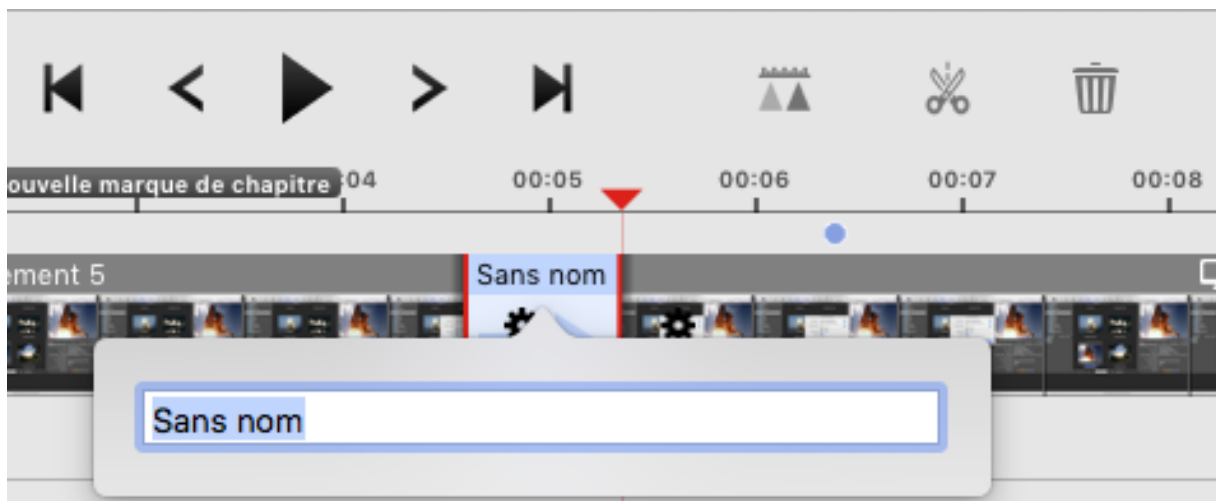 ouvelle marque de chapitre :04 00:05 00:06 00:07 00:08
ement 5 Sans nom
Sans nom